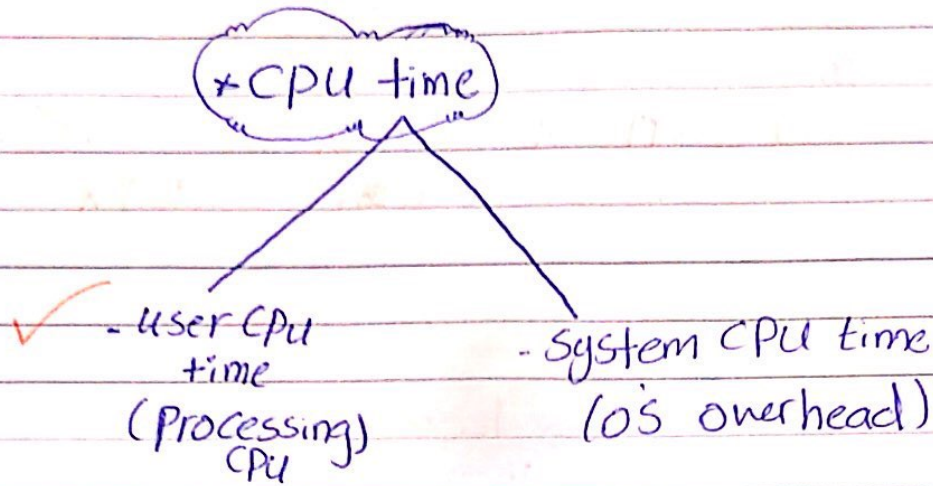 *CPU time
- user CPU
time
(Processing)
CPU
- System CPU time
(O'S overhead)